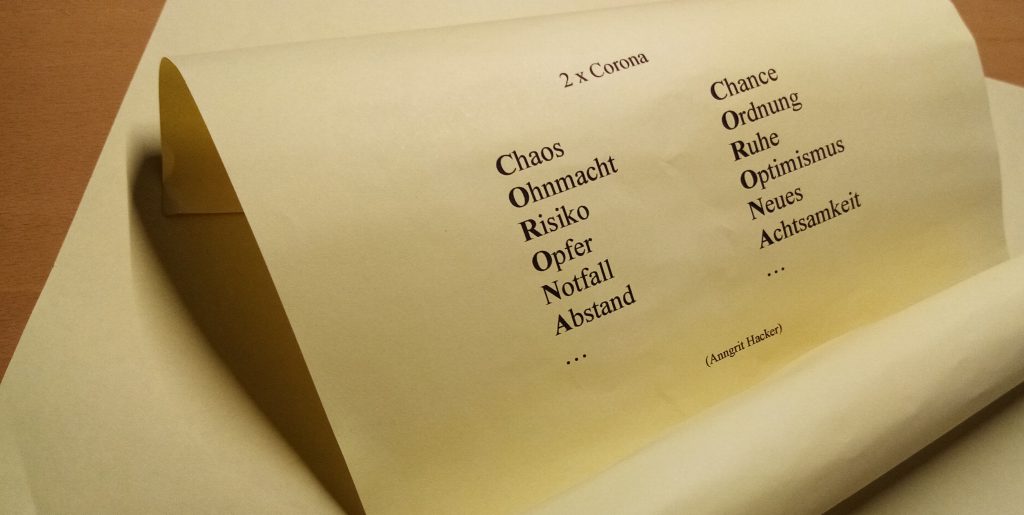 2 x Corona
Chaos
Ohnmacht
Risiko
Opfer
Notfall
Abstand
...
Chance
Ordnung
Ruhe
Optimismus
Neues
Achtsamkeit
...
(Anngrit Hacker)